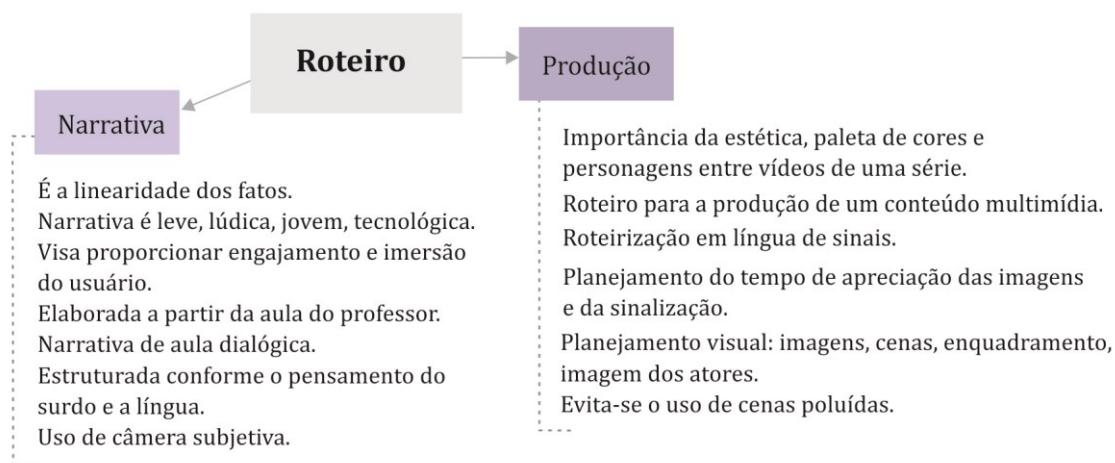 Roteiro
Narrativa
É a linearidade dos fatos.
Narrativa é leve, lúdica, jovem, tecnológica.
Visa proporcionar engajamento e imersão
do usuário.
Elaborada a partir da aula do professor.
Narrativa de aula dialógica.
Estruturada conforme o pensamento do
surdo e a língua.
Uso de câmera subjetiva.
Produção
Importância da estética, paleta de cores e
personagens entre vídeos de uma série.
Roteiro para a produção de um conteúdo multimídia.
Roteirização em língua de sinais.
Planejamento do tempo de apreciação das imagens
e da sinalização.
Planejamento visual: imagens, cenas, enquadramento,
imagem dos atores.
Evita-se o uso de cenas poluídas.